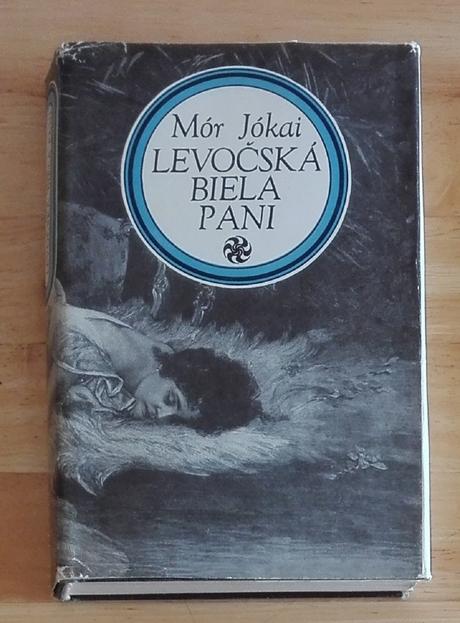 Mór Jókai
LEVOČSKÁ
BIELA
PANI